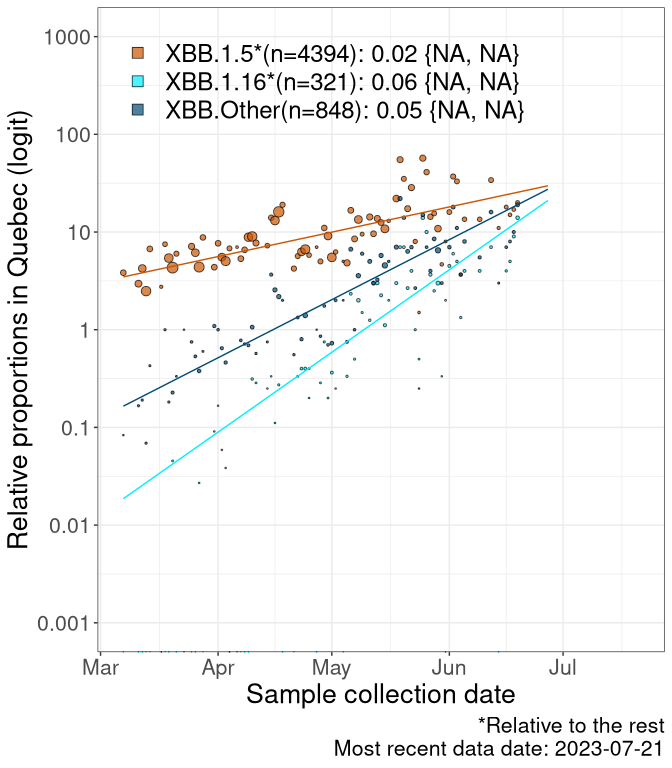 1000
100
10
1
0.1
0.01
0.001
Relative proportions in Quebec (logit)
XBB.1.5*(n=4394): 0.02 {NA, NA}
XBB.1.16*(n=321): 0.06 {NA, NA}
XBB.Other(n=848): 0.05 {NA, NA}
Mar Apr May Jun Jul
Sample collection date
*Relative to the rest
Most recent data date: 2023-07-21